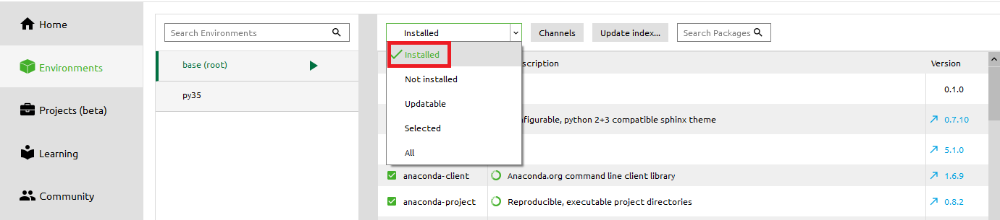 Home
Environments
Projects (beta)
Learning
Community
Search Environments
base (root)
py35
Installed
Channels
Update index...
Search Packages
Installed
Not installed
Updatable
Selected
All
Version
0.1.0
python 2+3 compatible sphinx theme
0.7.10
5.1.0
anaconda-client
Anaconda.org command line client library
1.6.9
anaconda-project
Reproducible, executable project directories
0.8.2